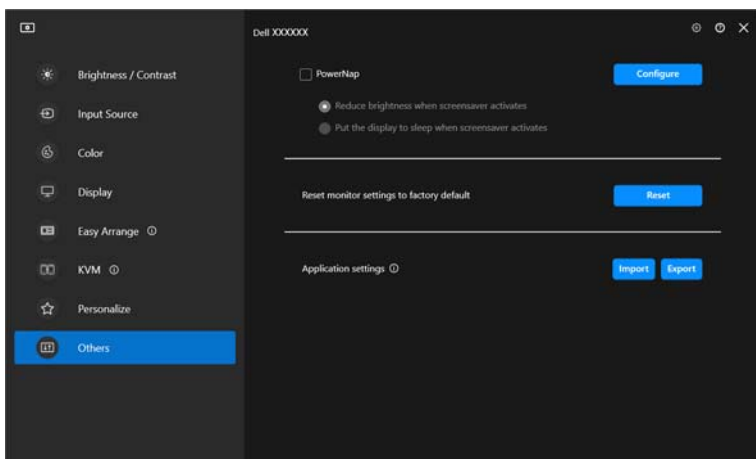 Dell XXXXXX
Brightness / Contrast
Input Source
Color
Display
Easy Arrange
KVM
Personalize
Others
PowerNap
Configure
Reduce brightness when screensaver activates
Put the display to sleep when screensaver activates
Reset monitor settings to factory default
Reset
Application settings
Import Export